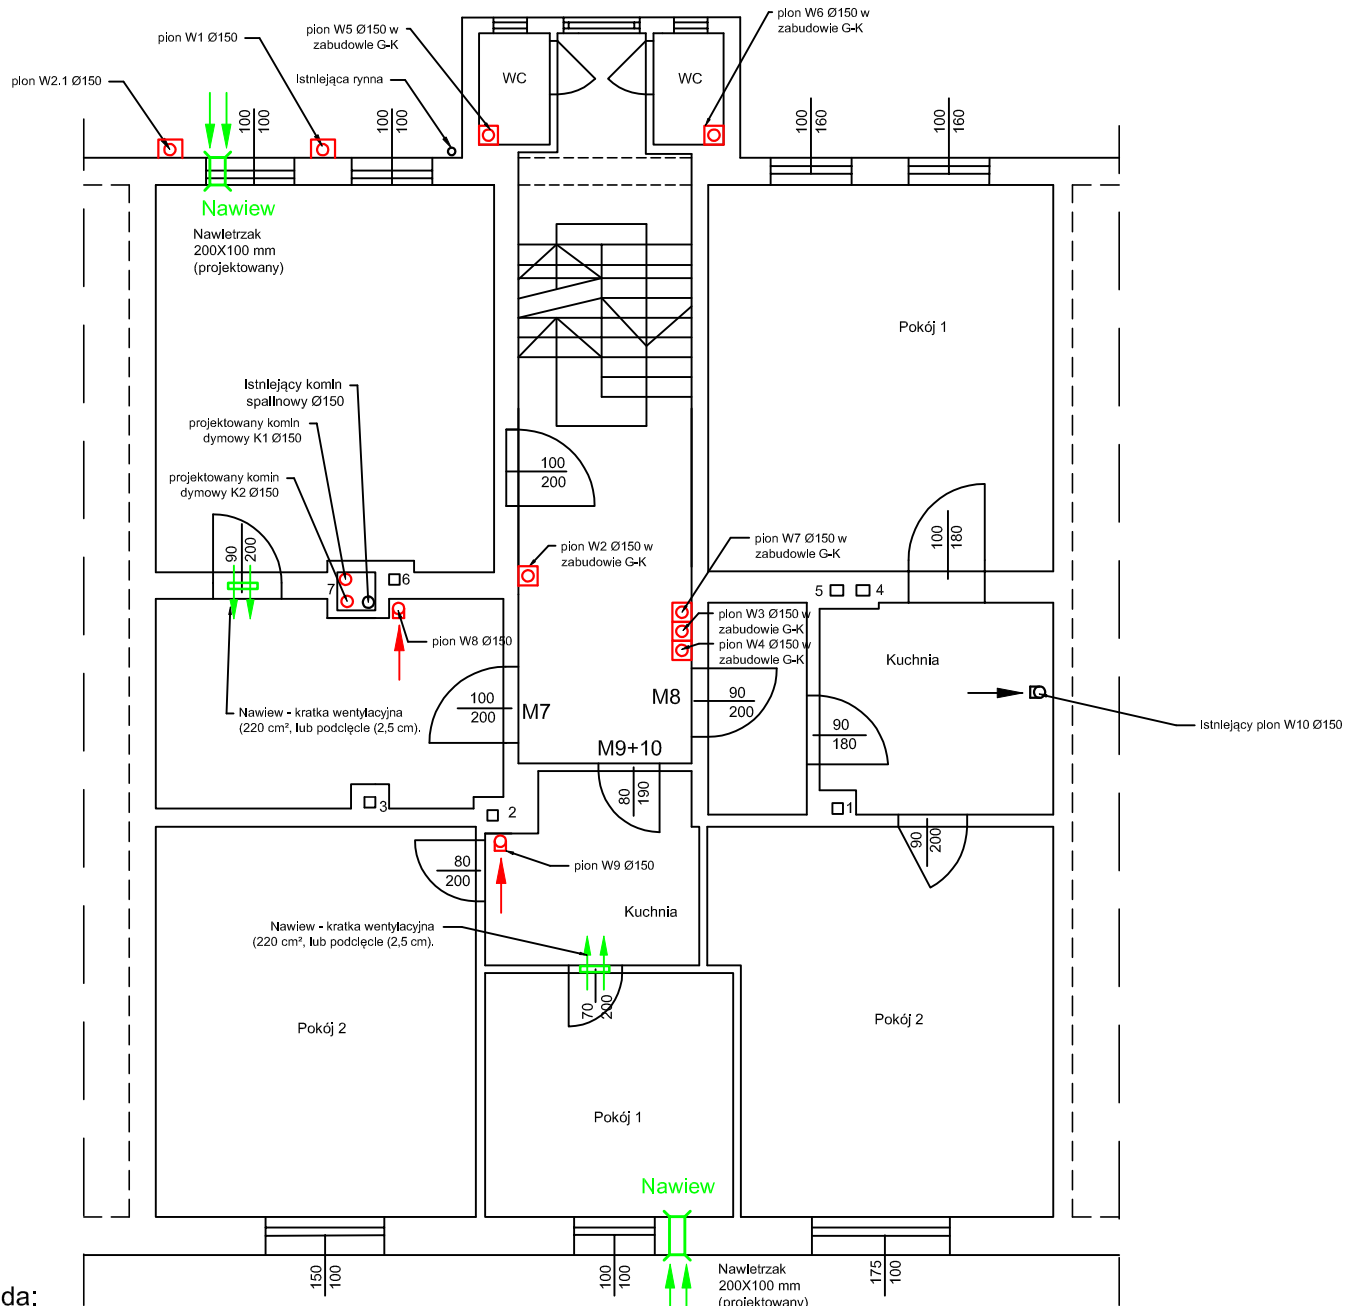 pion W5 Ø150 w
zabudowie G-K
pion W6 Ø150 w
zabudowie G-K
pion W1 Ø150
pion W2.1 Ø150
Istniejąca rynna
WC
WC
100
100
100
100
100
160
100
160
Nawiew
Nawietrzak
200X100 mm
(projektowany)
Pokój 1
Istniejący komin
spalinowy Ø150
projektowany komin
dymowy K1 Ø150
projektowany komin
dymowy K2 Ø150
100
200
90
200
7
6
pion W2 Ø150 w
zabudowie G-K
pion W7 Ø150 w
zabudowie G-K
100
180
5
4
pion W8 Ø150
pion W3 Ø150 w
zabudowie G-K
pion W4 Ø150 w
zabudowie G-K
Kuchnia
Nawiew - kratka wentylacyjna
(220 cm², lub podcięcie (2,5 cm).
100
200
M7
M8
90
200
90
180
Istniejący pion W10 Ø150
M9+10
80
190
3
2
1
80
200
pion W9 Ø150
90
200
Kuchnia
Nawiew - kratka wentylacyjna
(220 cm², lub podcięcie (2,5 cm).
70
200
Pokój 2
Pokój 2
Pokój 1
Nawiew
150
100
100
100
Nawietrzak
200X100 mm
(projektowany)
175
100
da: